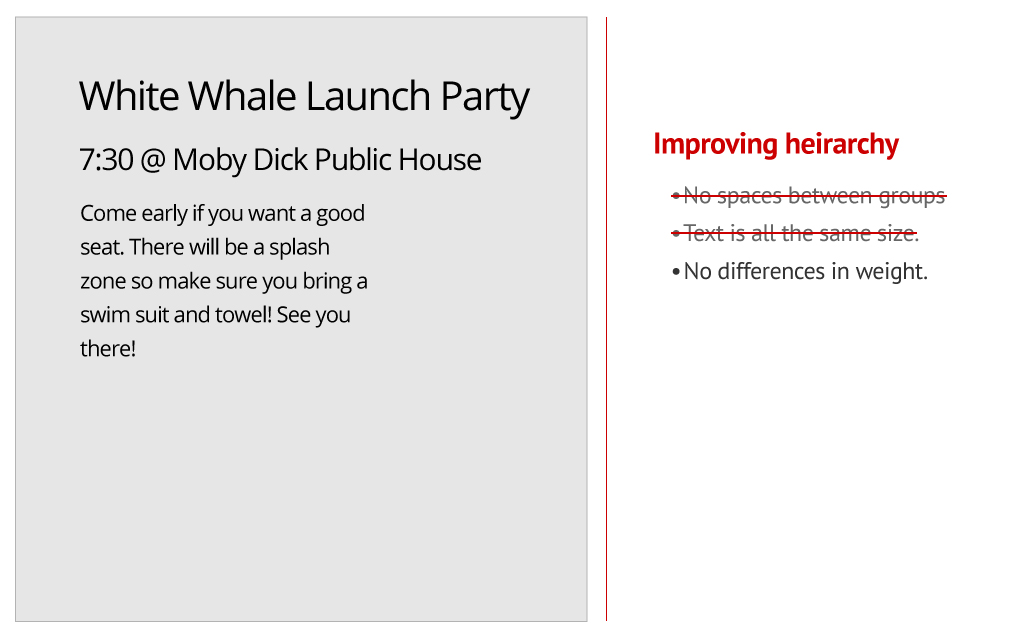 White Whale Launch Party
7:30 @ Moby Dick Public House
Come early if you want a good
seat. There will be a splash
zone so make sure you bring a
swim suit and towel! See you
there!
Improving heirarchy
•No spaces between groups
•Text is all the same size.
•No differences in weight.